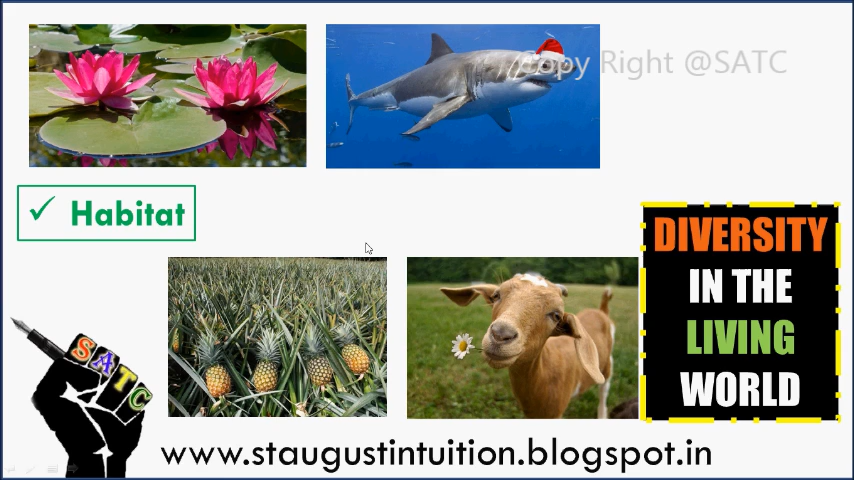 Copy Right @SATC
✓ Habitat
DIVERSITY
IN THE
LIVING
WORLD
SATC
www.staugustintuition.blogspot.in